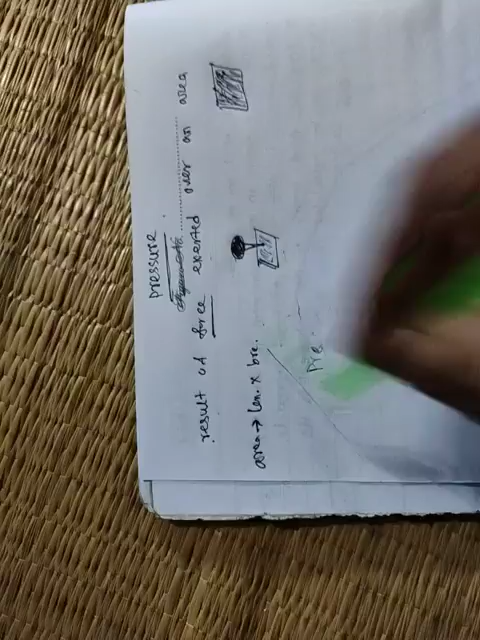 Pressure.
result of force exerted over an area
area → len. x bre.
Pre